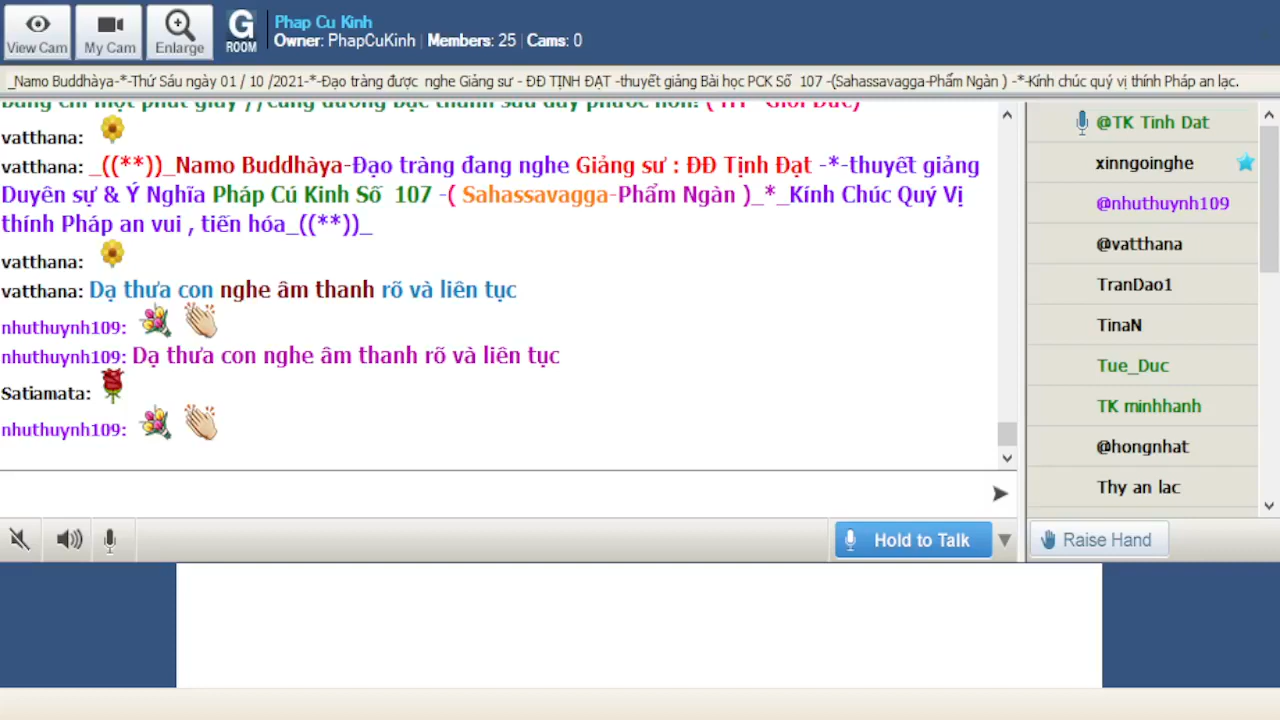 View Cam
My Cam
Enlarge
G
ROOM
Phap Cu Kinh
Owner: PhapCuKinh | Members: 25 | Cams: 0
_Namo Buddhàya-*-Thứ Sáu ngày 01 / 10 /2021-*-Đạo tràng được nghe Giảng sư - ĐĐ TỊNH ĐẠT -thuyết giảng Bài học PCK Số 107 -(Sahassavagga-Phẩm Ngàn ) -*-Kính chúc quý vị thính Pháp an lạc.
vatthana:
vatthana: _((**))_Namo Buddhàya-Đạo tràng đang nghe Giảng sư : ĐĐ Tịnh Đạt -*-thuyết giảng
Duyên sự & Ý Nghĩa Pháp Cú Kinh Số 107 -( Sahassavagga-Phẩm Ngàn )_*_Kính Chúc Quý Vị
thính Pháp an vui , tiến hóa_((**))_
vatthana:
vatthana: Dạ thưa con nghe âm thanh rõ và liên tục
nhuthuynh109:
nhuthuynh109: Dạ thưa con nghe âm thanh rõ và liên tục
Satiamata:
nhuthuynh109:
@TK Tinh Dat
xinngoinghe
@nhuthuynh109
@vatthana
TranDao1
TinaN
Tue_Duc
TK minhhanh
@hongnhat
Thy an lac
Hold to Talk
Raise Hand